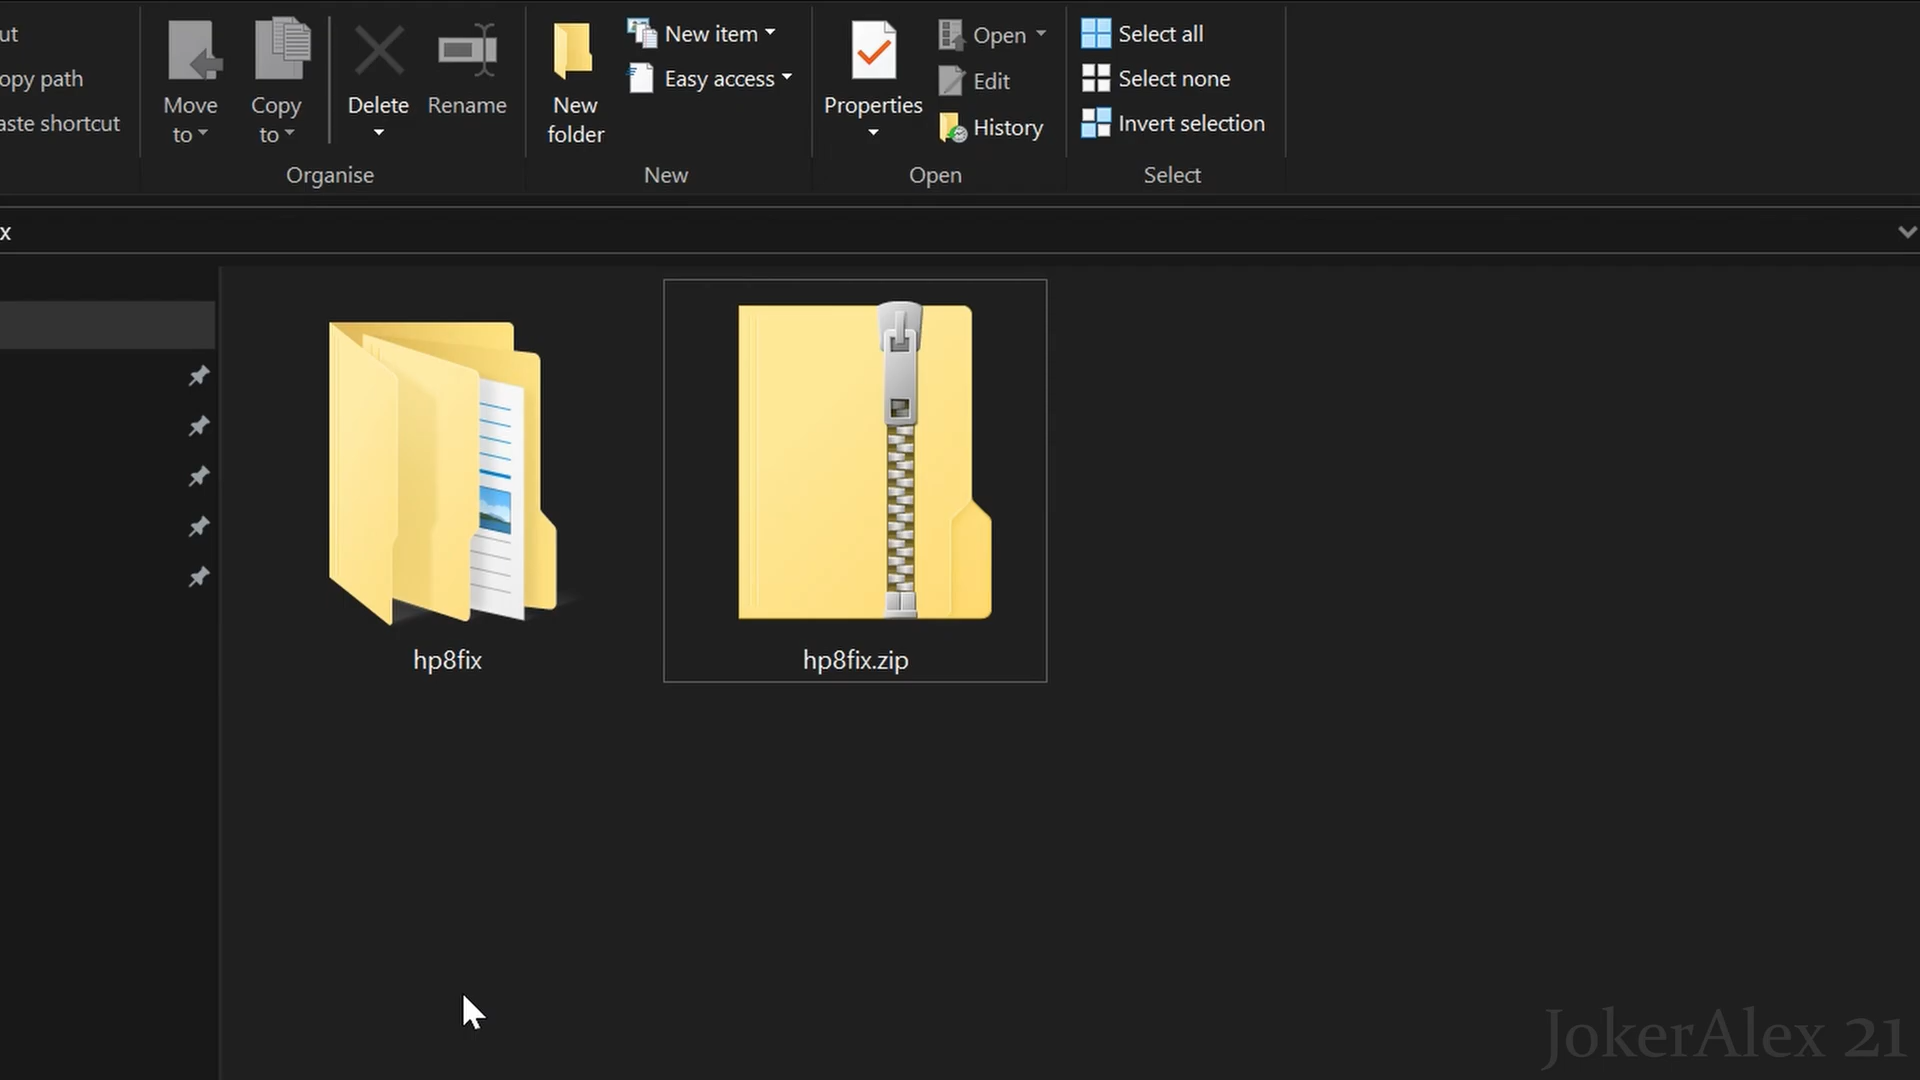 ut
opy path
aste shortcut
Move to
Copy to
Delete
Rename
Organise
New folder
New item
Easy access
New
Properties
Open
Edit
History
Open
Select all
Select none
Invert selection
Select
x
hp8fix
hp8fix.zip
JokerAlex 21